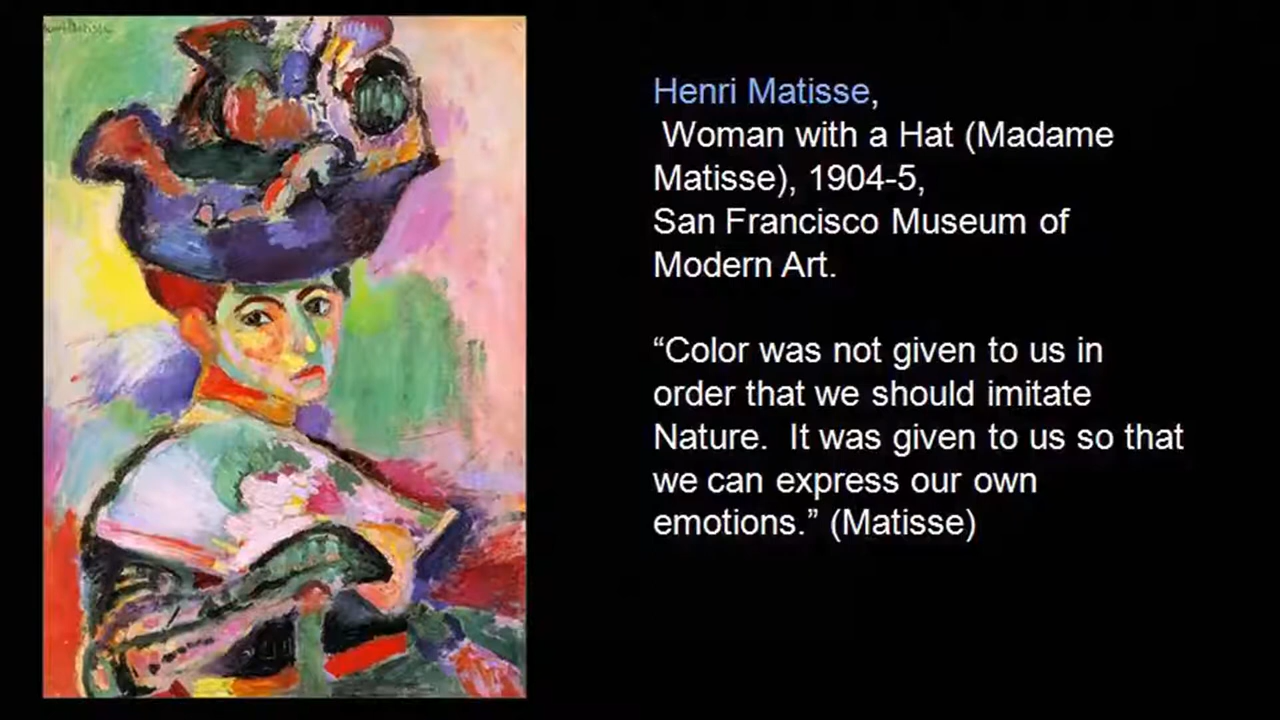 Henri Matisse,
Woman with a Hat (Madame
Matisse), 1904-5,
San Francisco Museum of
Modern Art.
“Color was not given to us in
order that we should imitate
Nature.  It was given to us so that
we can express our own
emotions.” (Matisse)